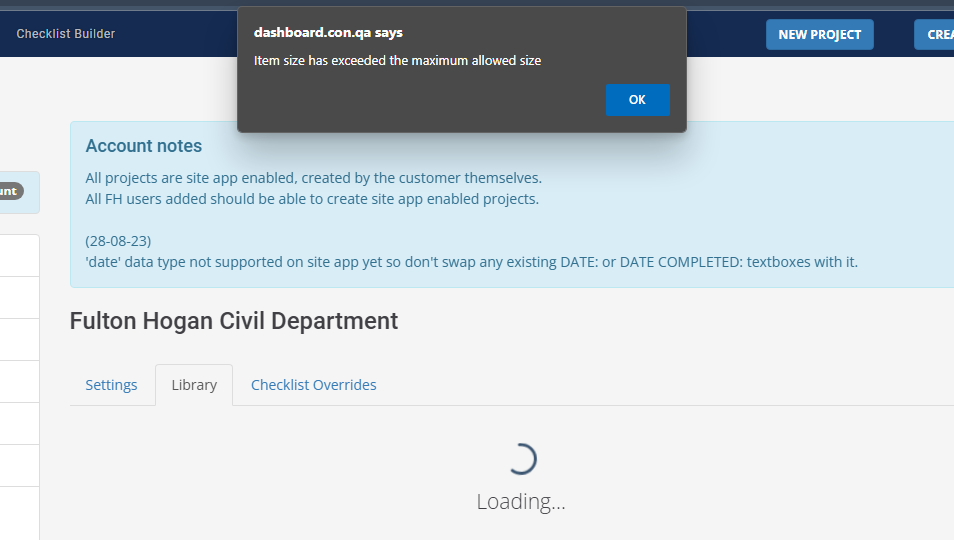 Checklist Builder
dashboard.con.qa says
Item size has exceeded the maximum allowed size
OK
NEW PROJECT
Account notes
All projects are site app enabled, created by the customer themselves.
All FH users added should be able to create site app enabled projects.
(28-08-23)
'date' data type not supported on site app yet so don't swap any existing DATE: or DATE COMPLETED: textboxes with it.
Fulton Hogan Civil Department
Settings
Library
Checklist Overrides
Loading...